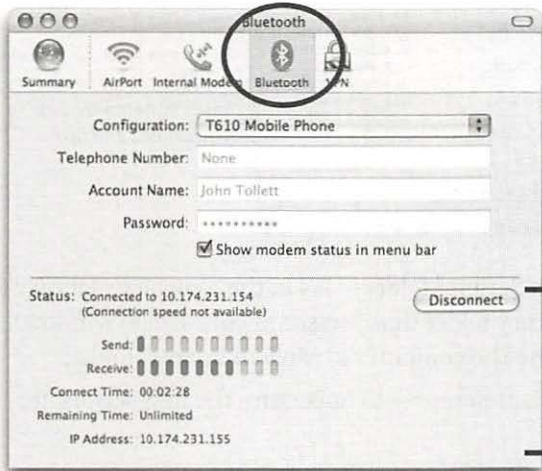 Bluetooth
Summary AirPort Internal Modem Bluetooth VPN
Configuration: T610 Mobile Phone
Telephone Number: None
Account Name: John Tollett
Password: **********
Show modem status in menu bar
Status: Connected to 10.174.231.154
(Connection speed not available)
Disconnect
Send:
Receive:
Connect Time: 00:02:28
Remaining Time: Unlimited
IP Address: 10.174.231.155